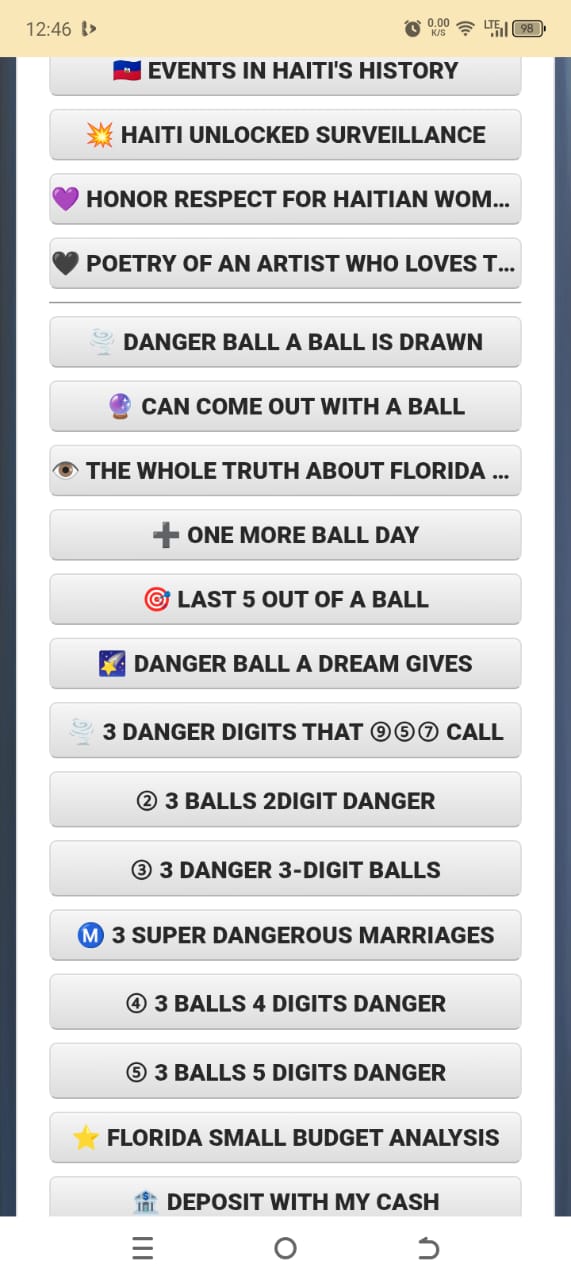 12:46
0.00
K/S
LTE
98
EVENTS IN HAITI'S HISTORY
HAITI UNLOCKED SURVEILLANCE
HONOR RESPECT FOR HAITIAN WOM...
POETRY OF AN ARTIST WHO LOVES T...
DANGER BALL A BALL IS DRAWN
CAN COME OUT WITH A BALL
THE WHOLE TRUTH ABOUT FLORIDA ...
ONE MORE BALL DAY
LAST 5 OUT OF A BALL
DANGER BALL A DREAM GIVES
3 DANGER DIGITS THAT ⑨⑤⑦ CALL
② 3 BALLS 2DIGIT DANGER
③ 3 DANGER 3-DIGIT BALLS
Ⓜ 3 SUPER DANGEROUS MARRIAGES
④ 3 BALLS 4 DIGITS DANGER
⑤ 3 BALLS 5 DIGITS DANGER
FLORIDA SMALL BUDGET ANALYSIS
DEPOSIT WITH MY CASH